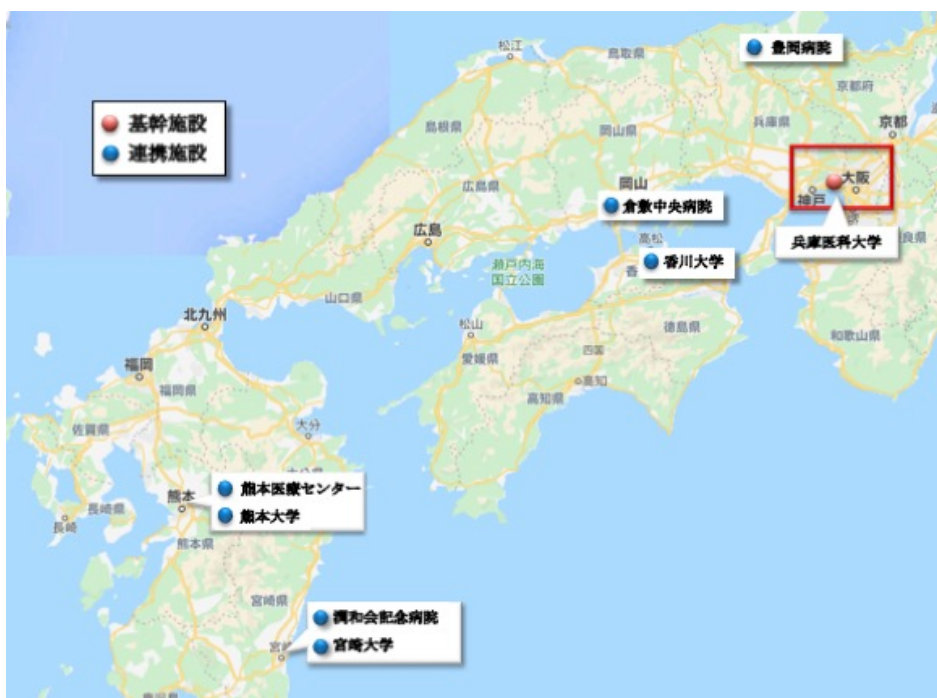 松江
鳥取県
豊岡病院
京都府
兵庫県
京都
基幹施設
連携施設
島根県
岡山県
広島県
岡山
倉敷中央病院
大阪
神戸
兵庫医科大学
良県
広島
高松
香
香川大学
瀬戸内海
国立公園
山口県
北九州
松山
愛媛県
徳島県
和歌山県
四国
高知
高知県
福岡
福岡県
佐賀県
大分
大分県
熊本
熊本医療センター
熊本大学
長崎県
長崎
熊本県
宮崎県
潤和会記念病院
宮崎大学
宮崎